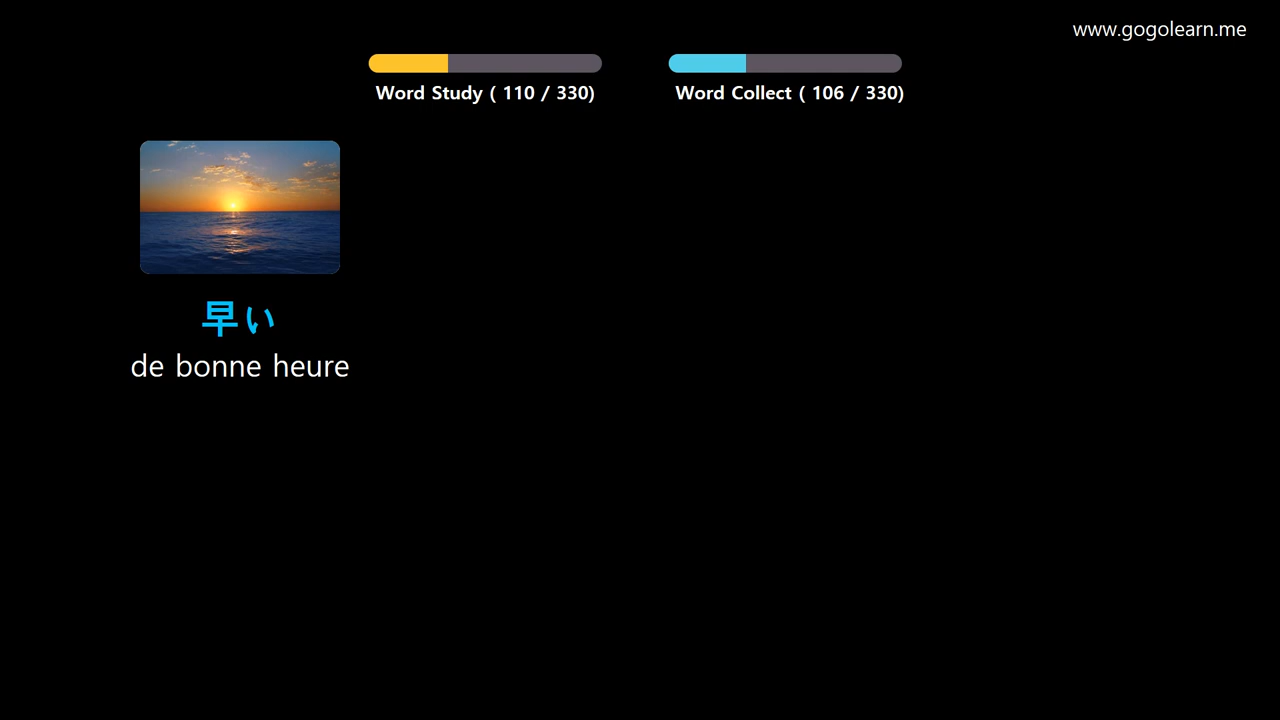 www.gogolearn.me
Word Study ( 110 / 330)
Word Collect ( 106 / 330)
早い
de bonne heure